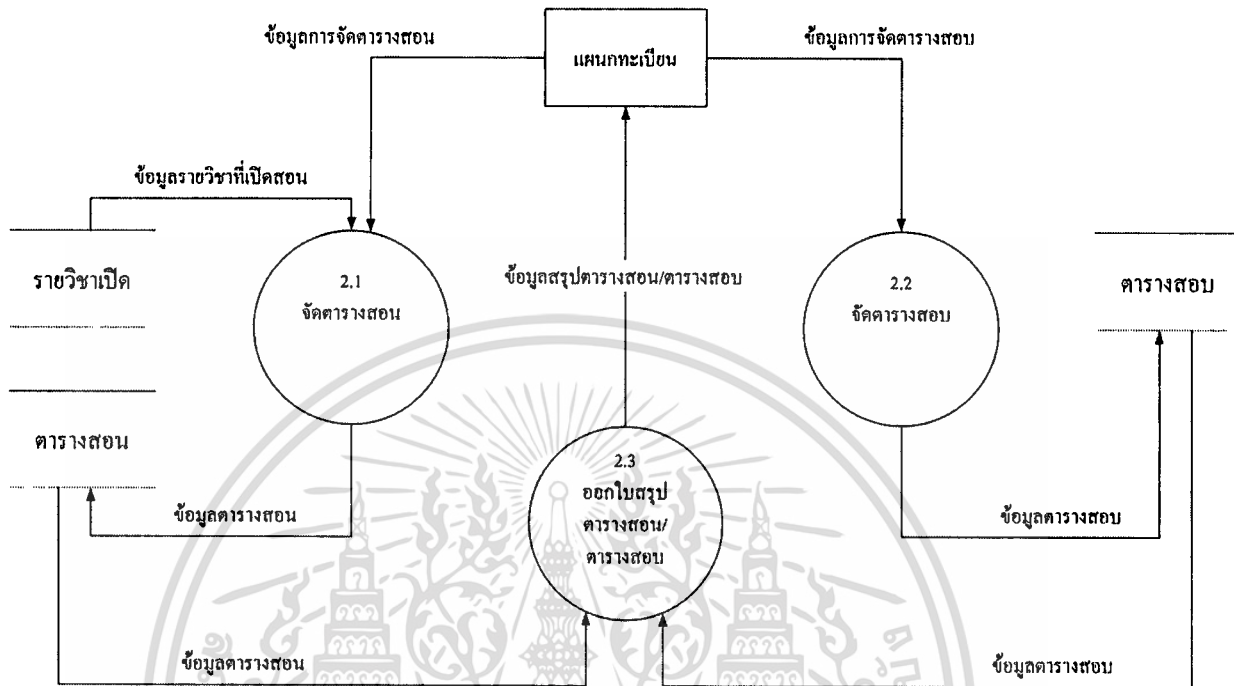 ข้อมูลการจัดตารางสอน
แผนกทะเบียน
ข้อมูลการจัดตารางสอบ
ข้อมูลรายวิชาที่เปิดสอน
รายวิชาเปิด
2.1
จัดตารางสอน
ข้อมูลสรุปตารางสอน/ตารางสอบ
2.2
จัดตารางสอบ
ตารางสอบ
ตารางสอน
2.3
ออกใบสรุป
ตารางสอน/
ตารางสอบ
ข้อมูลตารางสอน
ข้อมูลตารางสอบ
ข้อมูลตารางสอน
ข้อมูลตารางสอบ